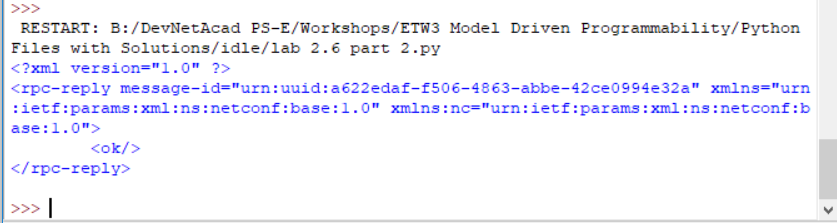 >>>
 RESTART: B:/DevNetAcad PS-E/Workshops/ETW3 Model Driven Programmability/Python
Files with Solutions/idle/lab 2.6 part 2.py
<?xml version="1.0" ?>
<rpc-reply message-id="urn:uuid:a622edaf-f506-4863-abbe-42ce0994e32a" xmlns="urn
:ietf:params:xml:ns:netconf:base:1.0" xmlns:nc="urn:ietf:params:xml:ns:netconf:b
ase:1.0">
        <ok/>
</rpc-reply>

>>>